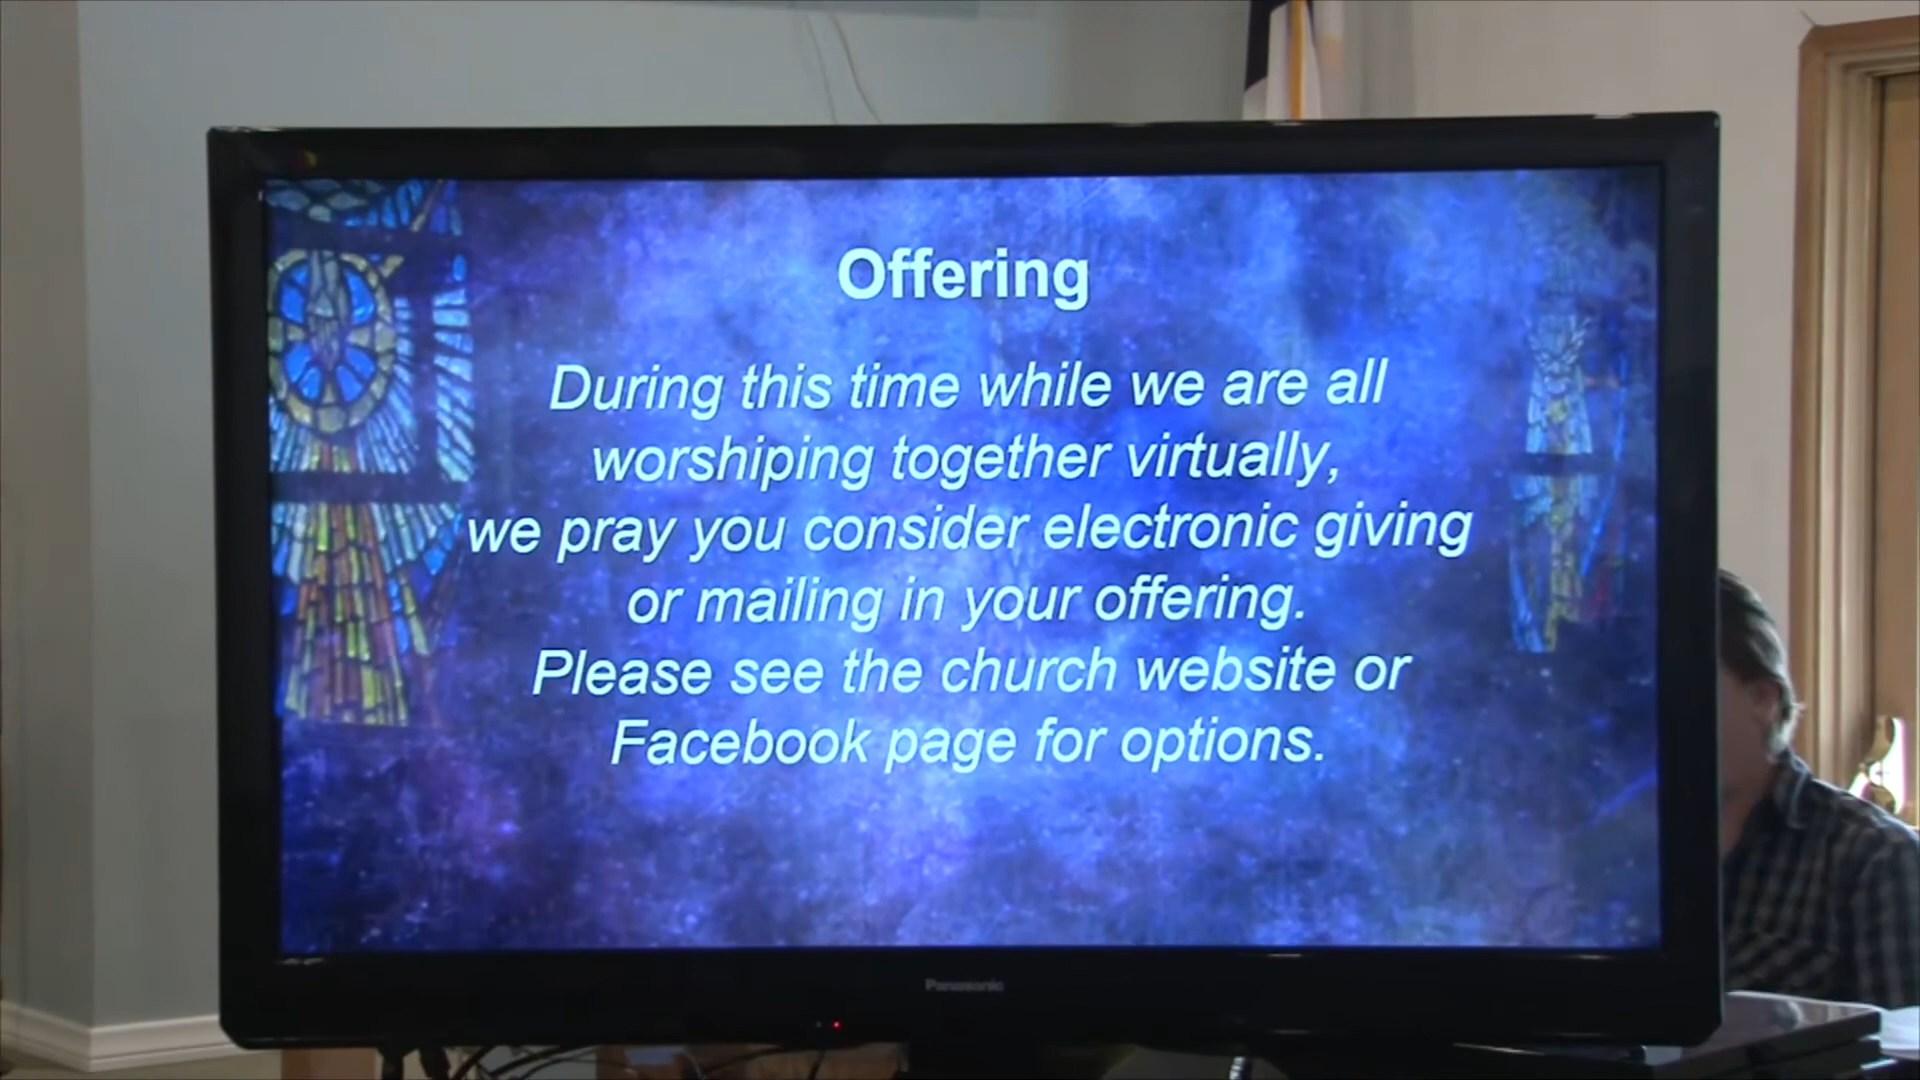 Offering
During this time while we are all
worshiping together virtually,
we pray you consider electronic giving
or mailing in your offering.
Please see the church website or
Facebook page for options.
Panasonic